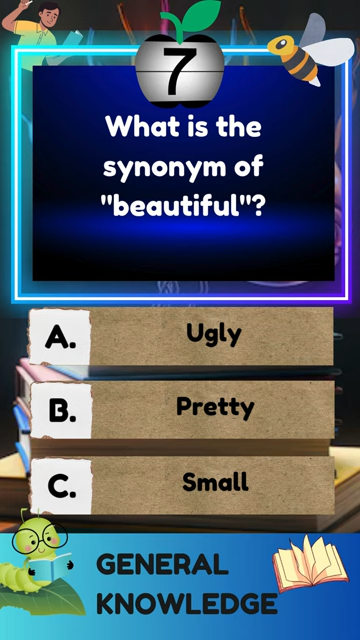 7
What is the
synonym of
"beautiful"?
A. Ugly
B. Pretty
C. Small
GENERAL
KNOWLEDGE